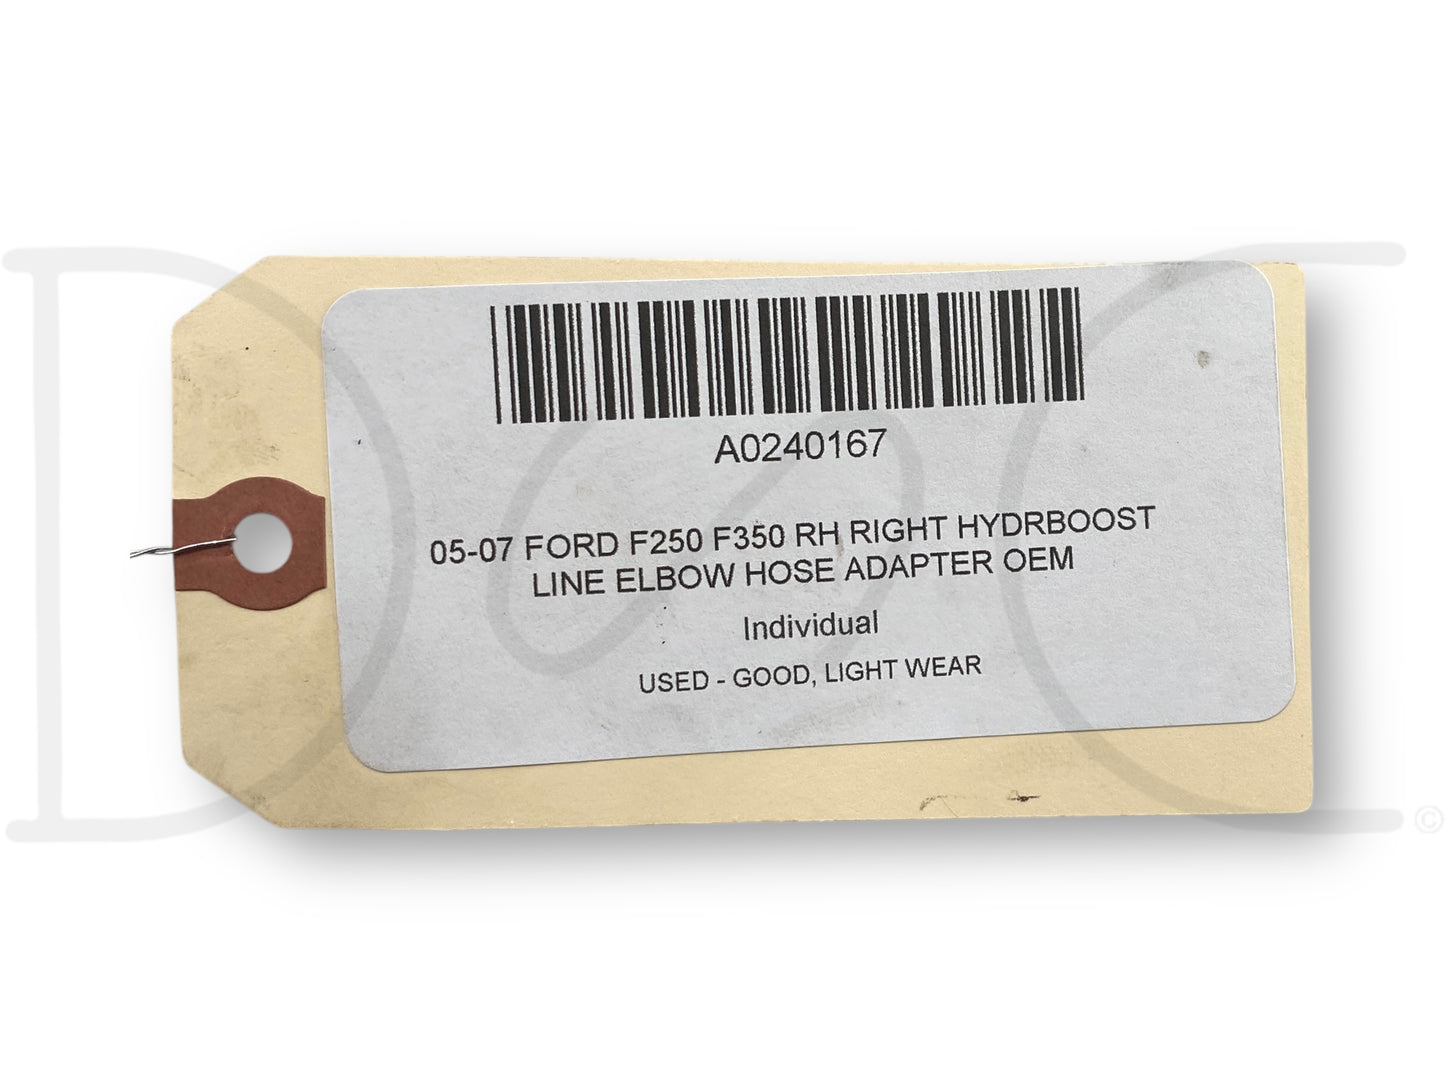 A0240167
05-07 FORD F250 F350 RH RIGHT HYDRBOOST
LINE ELBOW HOSE ADAPTER OEM
Individual
USED - GOOD, LIGHT WEAR
D C
©